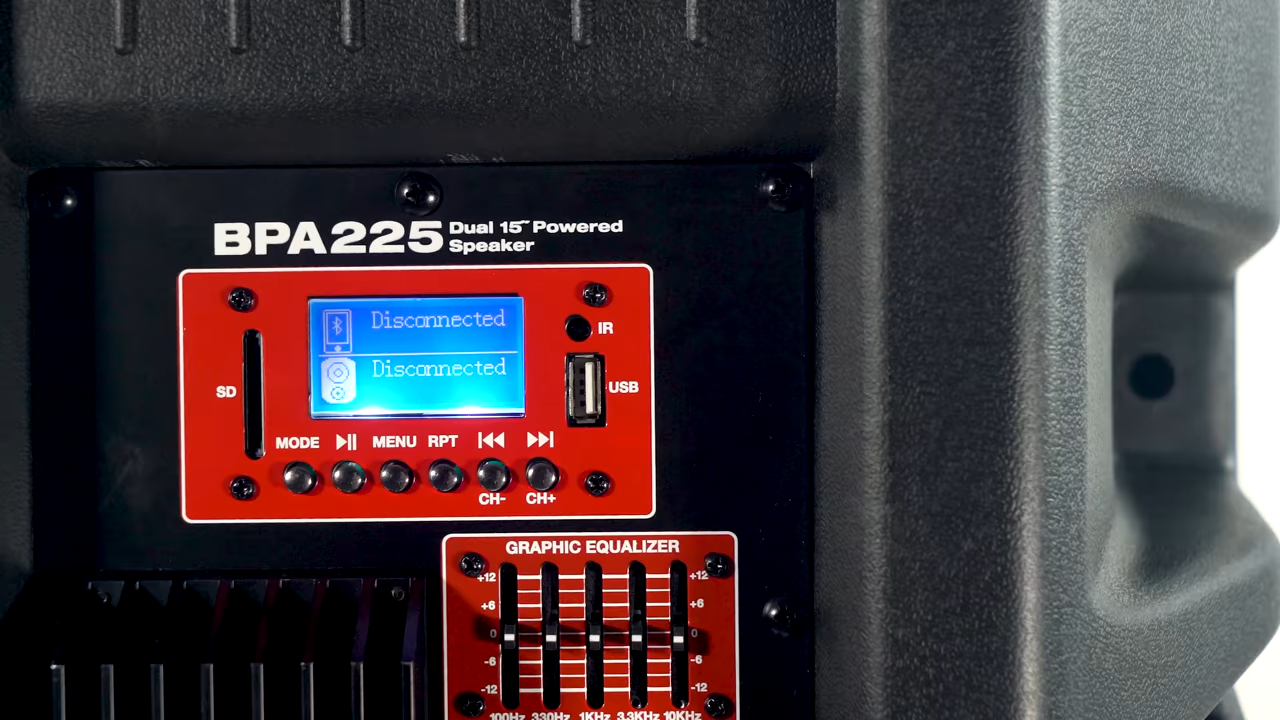 BPA225 Dual 15" Powered
Speaker
Disconnected
IR
Disconnected
SD
USB
MODE MENU RPT
CH- CH+
GRAPHIC EQUALIZER
+12 +12
+6 +6
0 0
-6 -6
-12 -12
100Hz 330Hz 1KHz 3.3KHz 10KHz